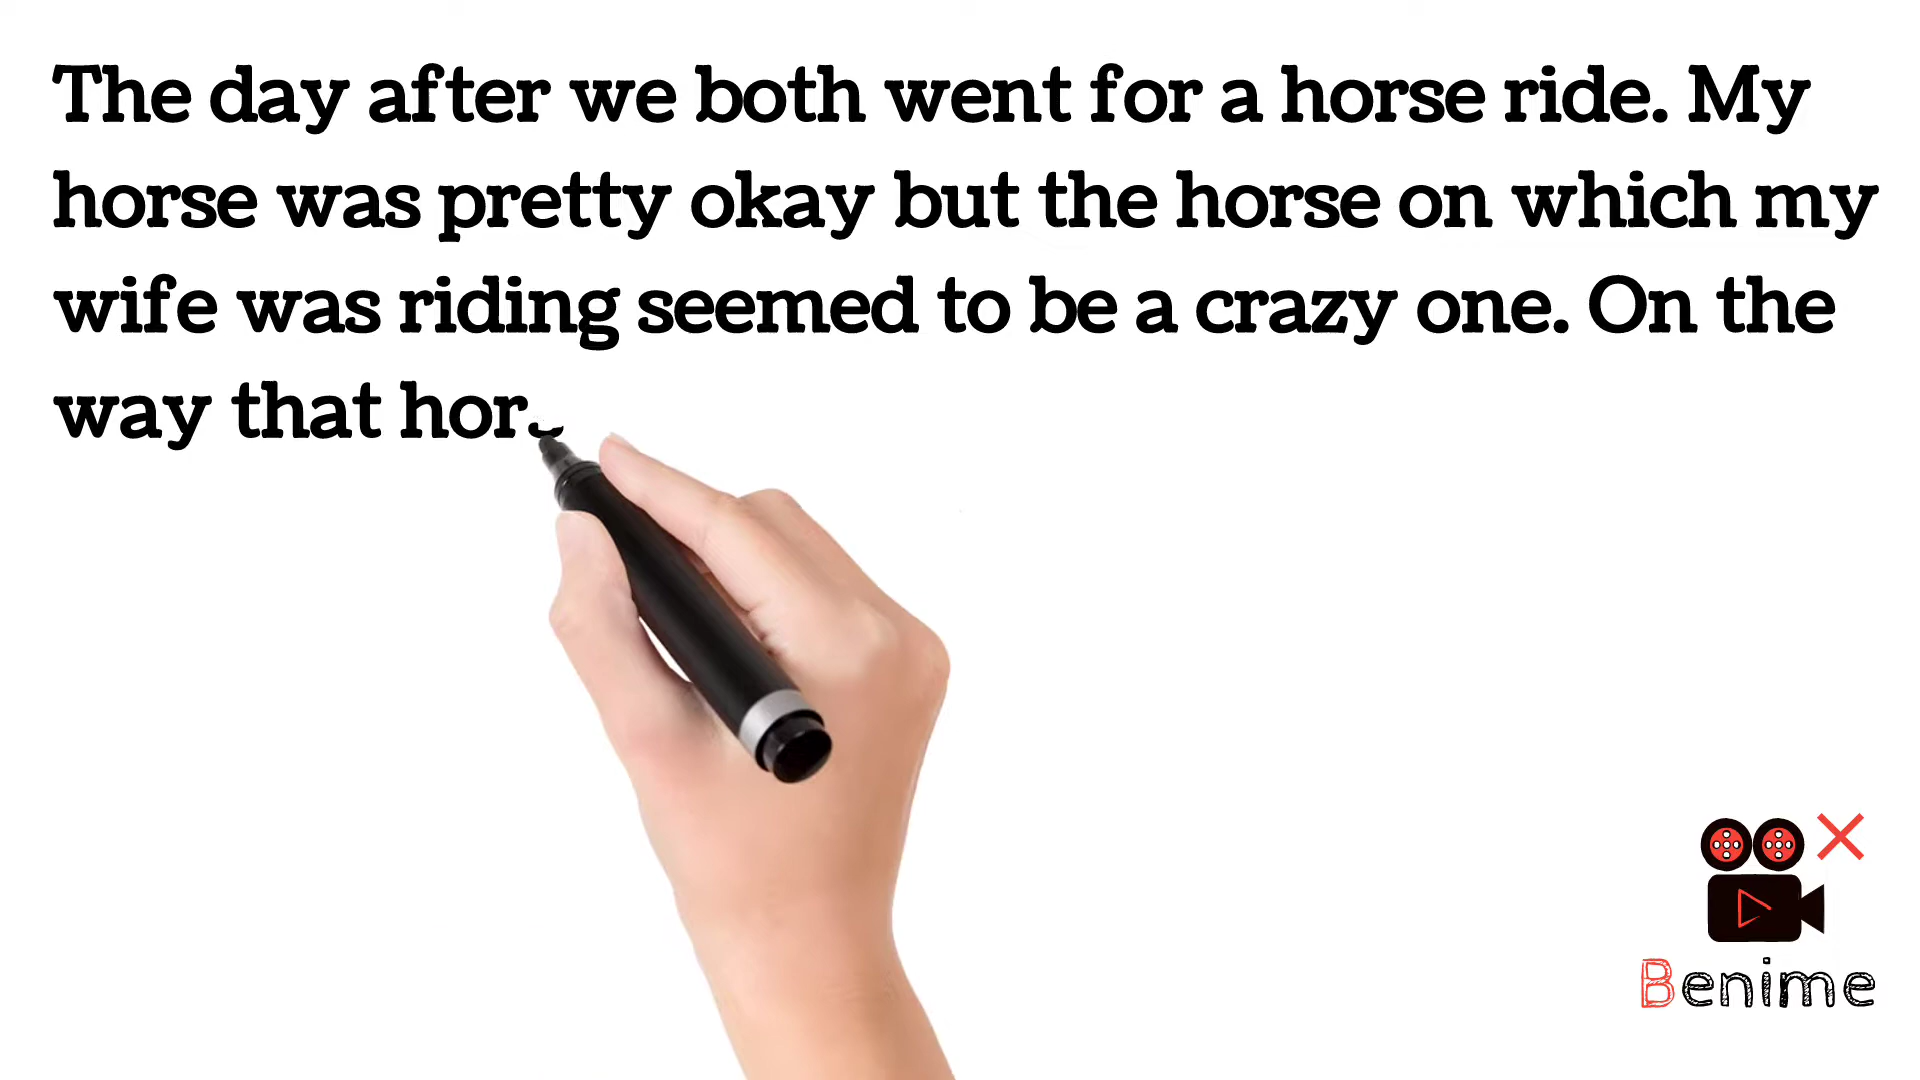 The day after we both went for a horse ride. My
horse was pretty okay but the horse on which my
wife was riding seemed to be a crazy one. On the
way that hor
Benime